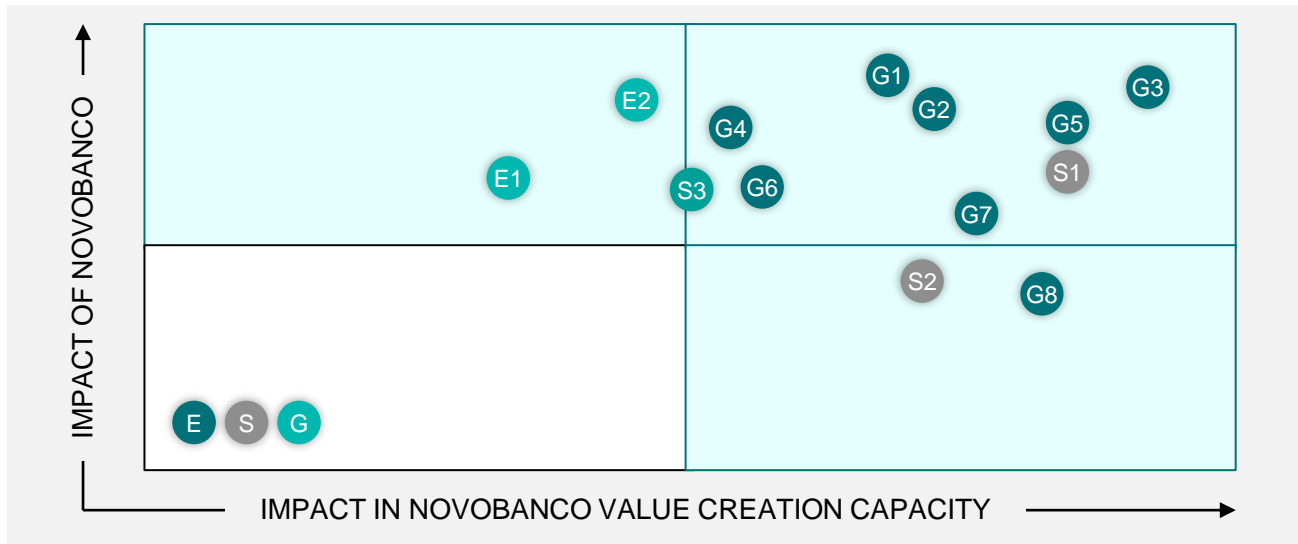 IMPACT OF NOVOBANCO
G1
G3
E2
G2
G4
G5
S1
E1
S3
G6
G7
S2
G8
E S G
IMPACT IN NOVOBANCO VALUE CREATION CAPACITY